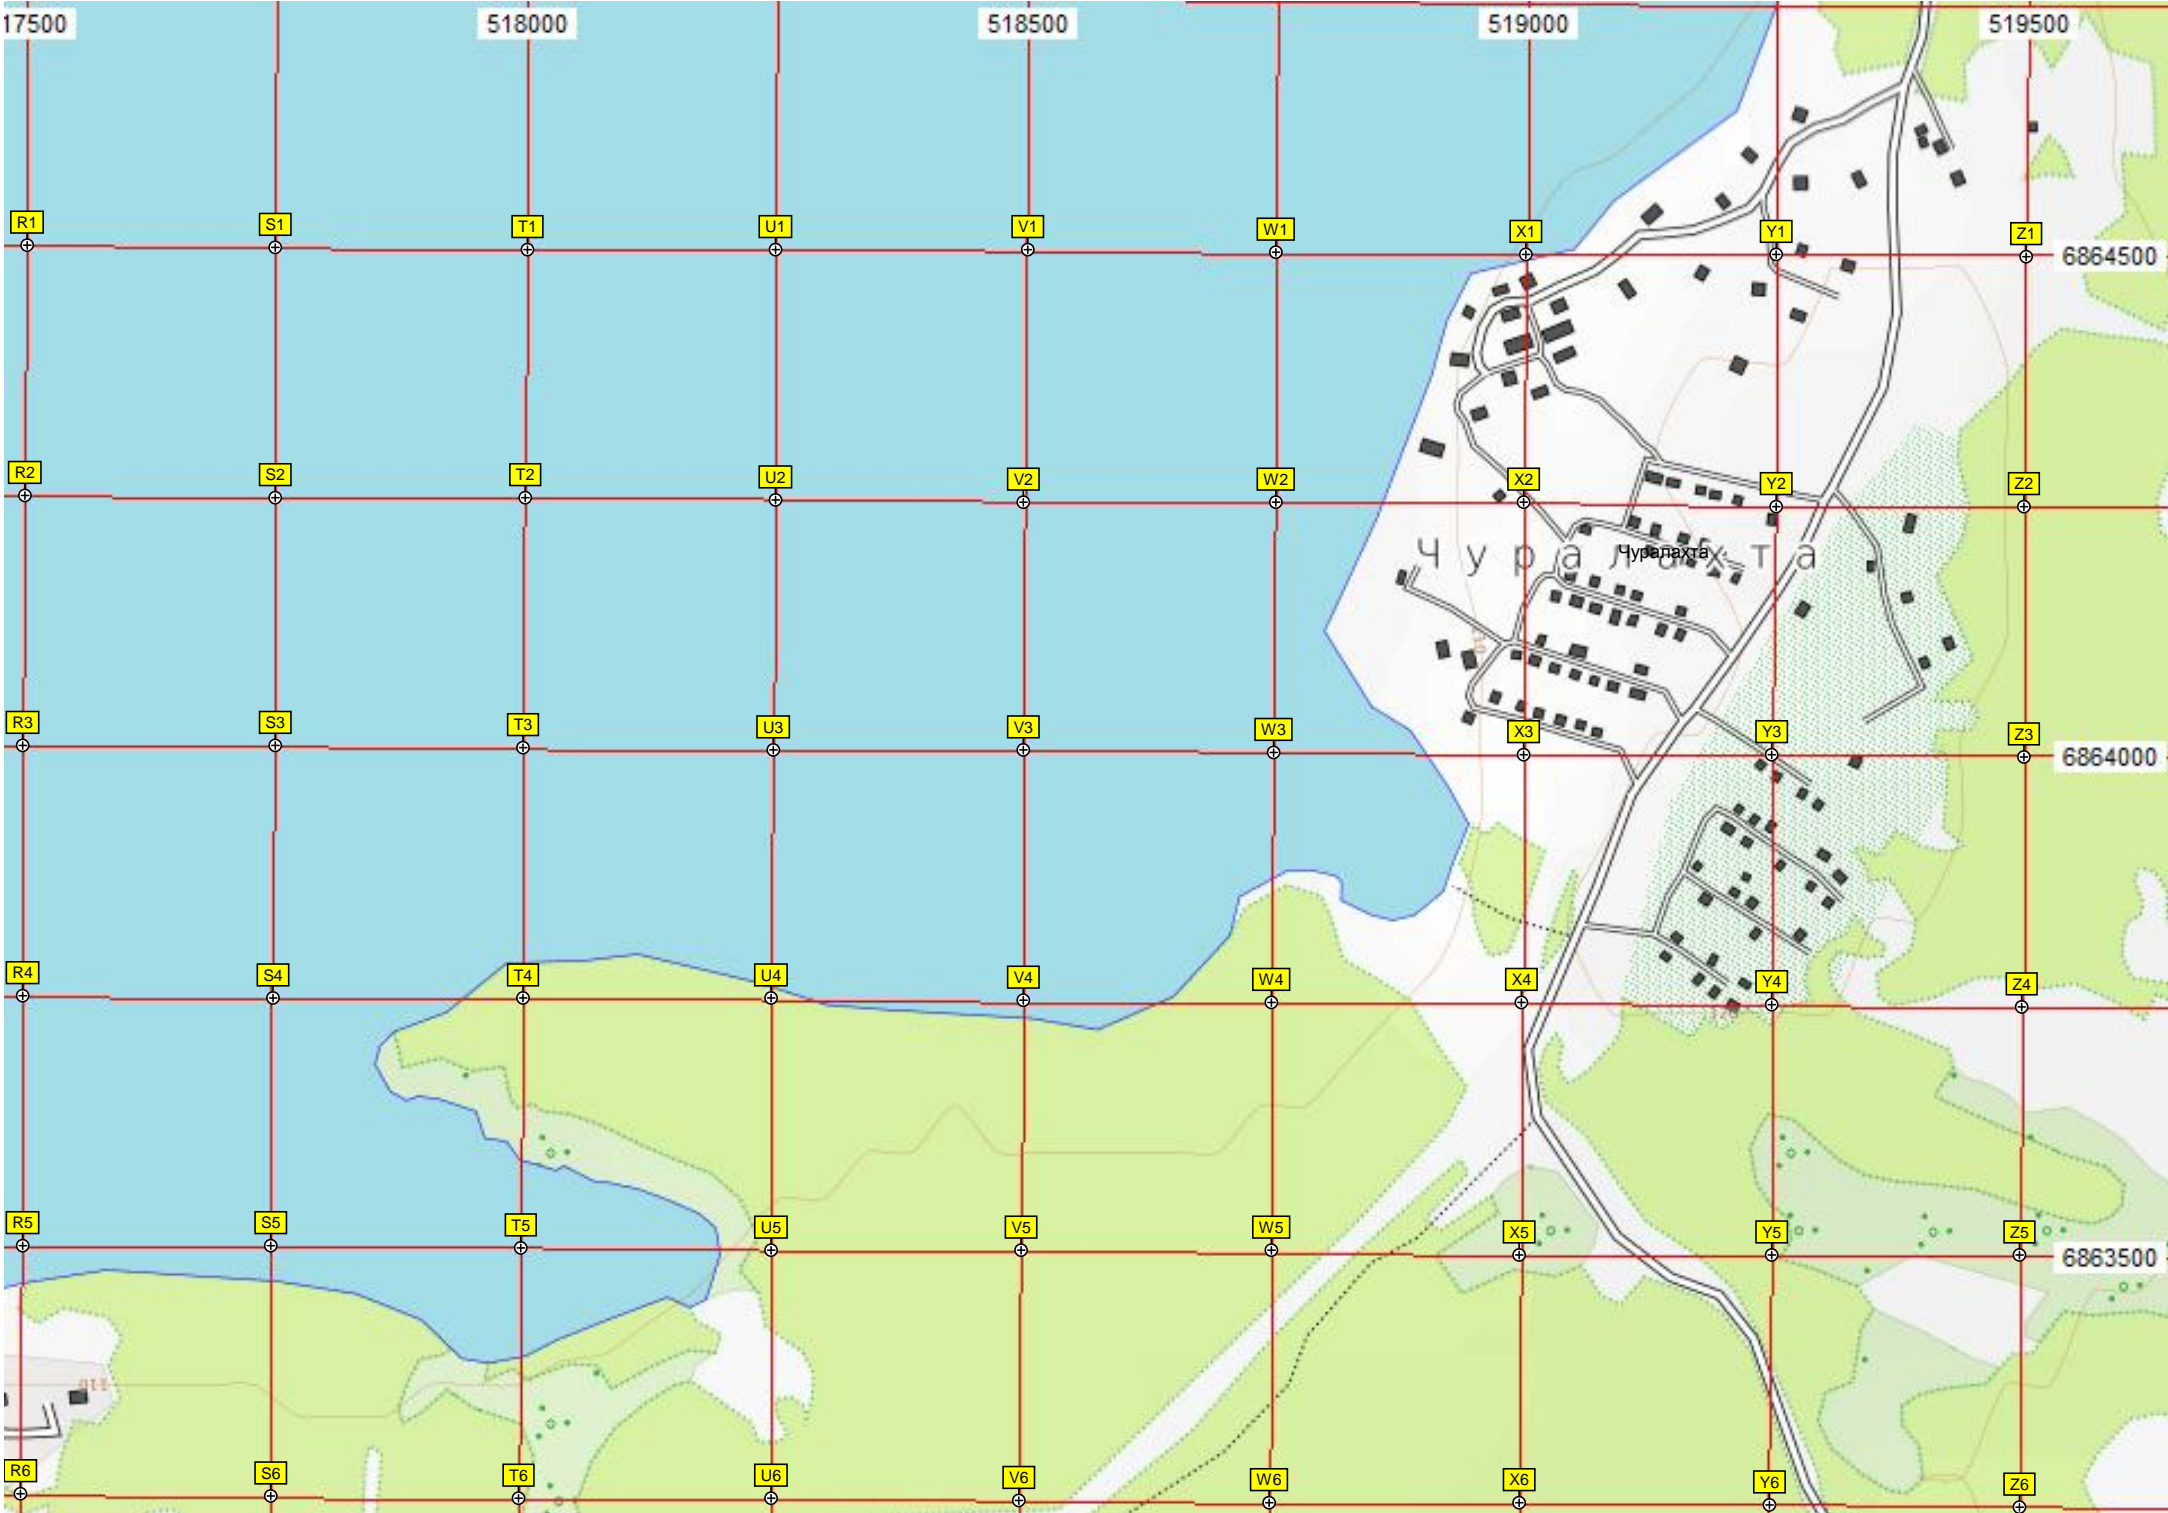 17500 518000 518500 519000 519500
R1 S1 T1 U1 V1 W1 X1 Y1 Z1
6864500
R2 S2 T2 U2 V2 W2 X2 Y2 Z2
Чуралахта
Чуралахта
110
R3 S3 T3 U3 V3 W3 X3 Y3 Z3
6864000
R4 S4 T4 U4 V4 W4 X4 Y4 Z4
R5 S5 T5 U5 V5 W5 X5 Y5 Z5
6863500
110
R6 S6 T6 U6 V6 W6 X6 Y6 Z6